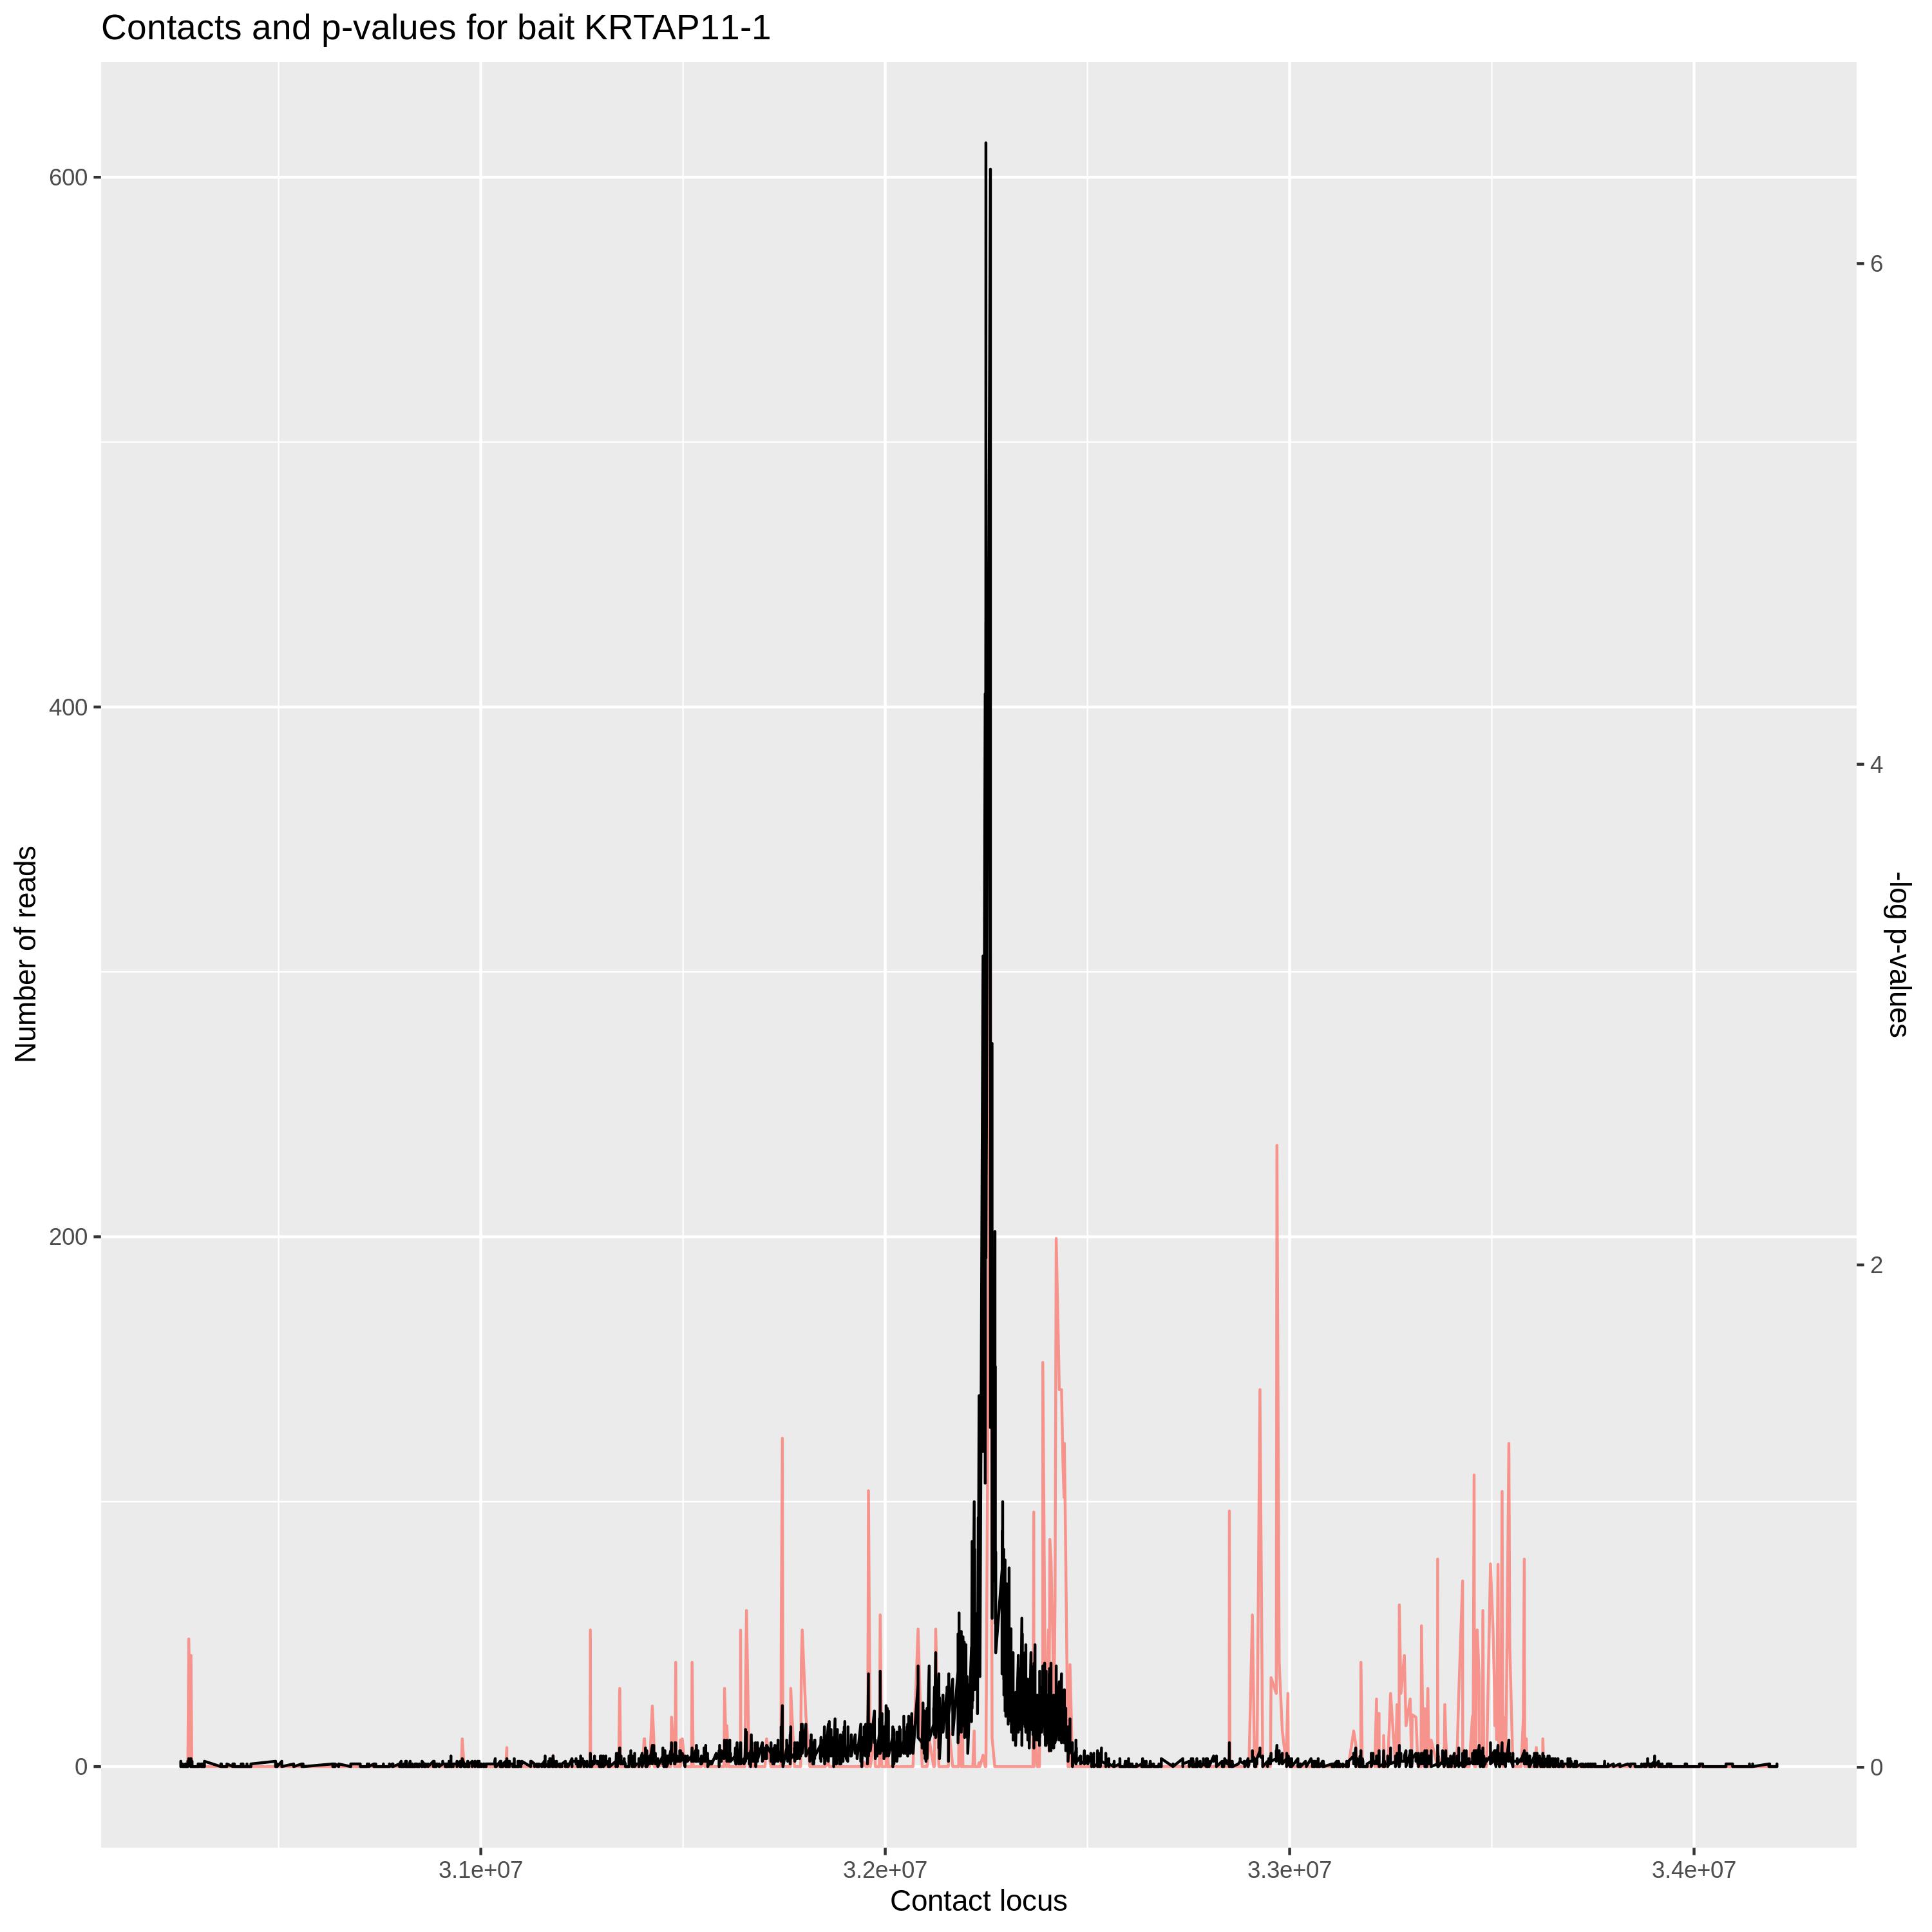 Contacts and p-values for bait KRTAP11-1
600
400
200
0
Number of reads
6
4
2
0
-log p-values
3.1e+07
3.2e+07
3.3e+07
3.4e+07
Contact locus